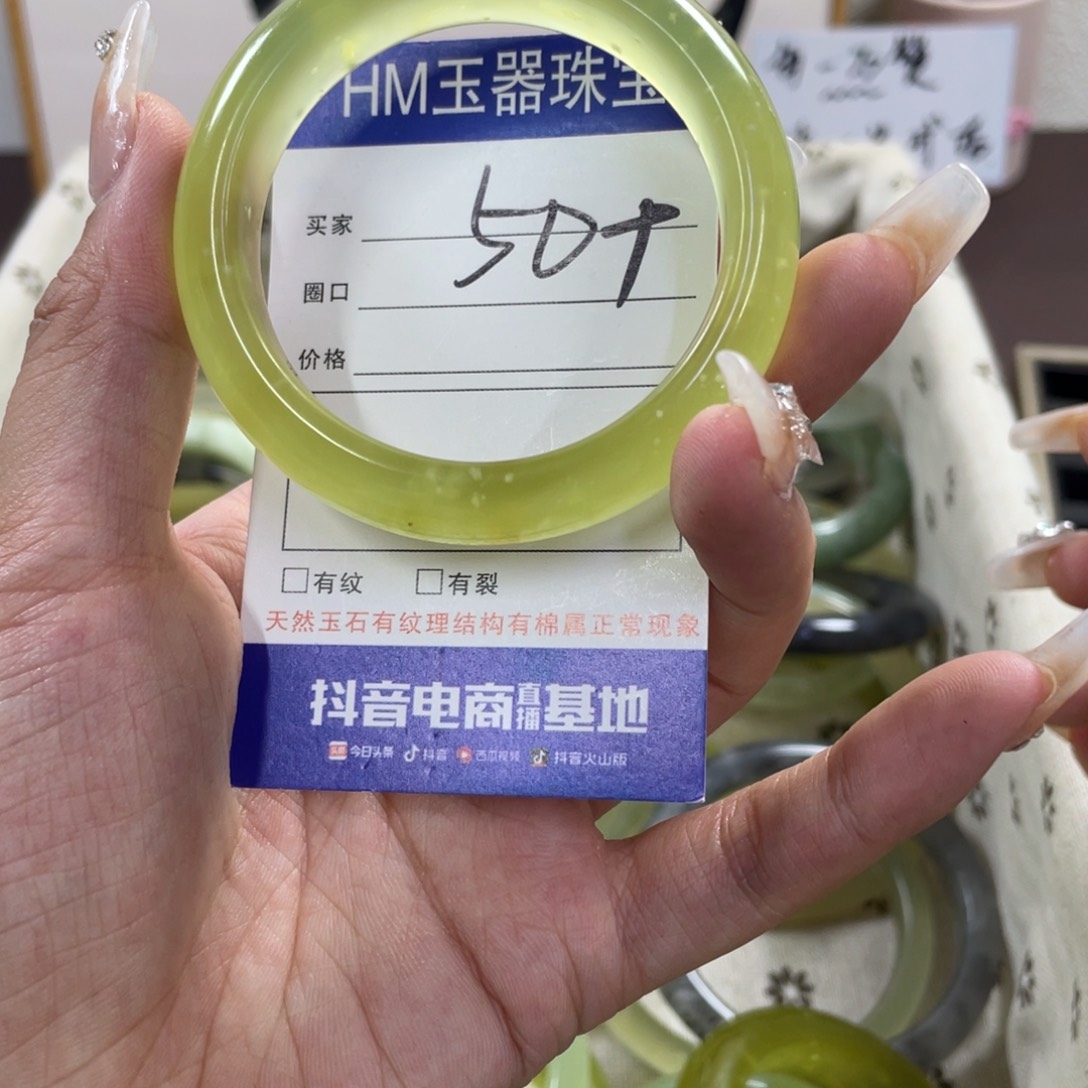 HM玉器珠宝
买家
50+
圈口
价格
有纹 有裂
天然玉石有纹理结构有棉属正常现象
抖音电商直播基地
今日头条 抖音 西瓜视频 抖音火山版